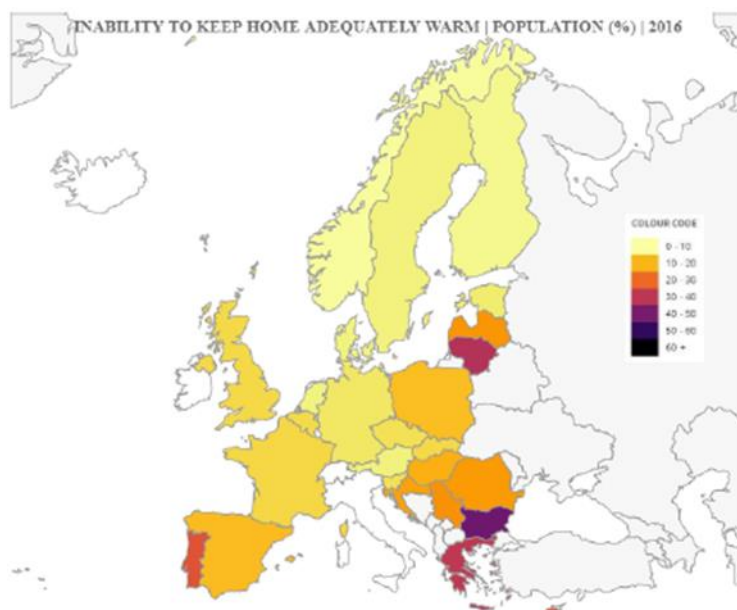 INABILITY TO KEEP HOME ADEQUATELY WARM | POPULATION (%) | 2016
COLOUR CODE
0 - 10
10 - 20
20 - 30
30 - 40
40 - 50
50 - 60
60 +